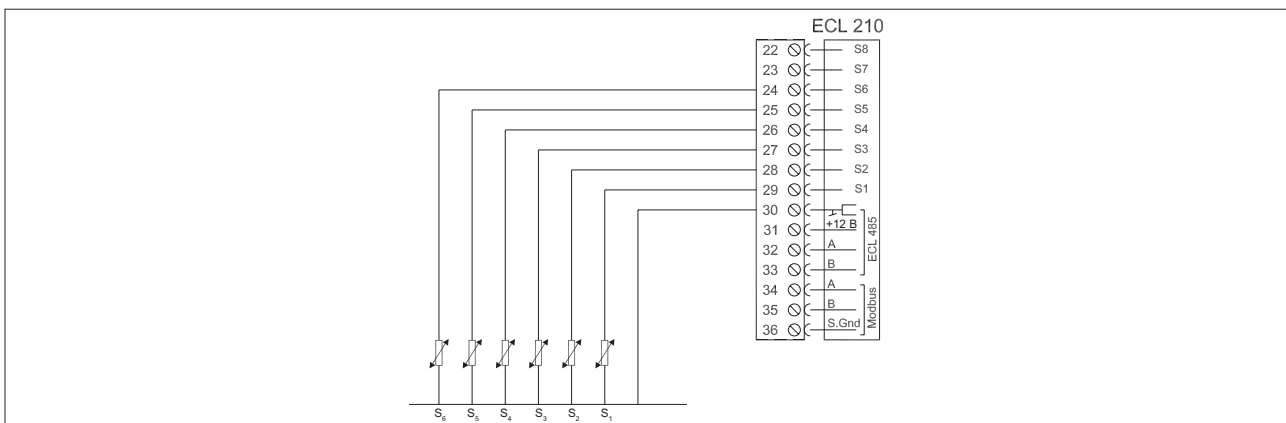 ECL 210
22 S8
23 S7
24 S6
25 S5
26 S4
27 S3
28 S2
29 S1
30
+12 В
31
32 A
33 B
ECL 485
34 A
35 B
36 S.Gnd
Modbus
S₆ S₅ S₄ S₃ S₂ S₁